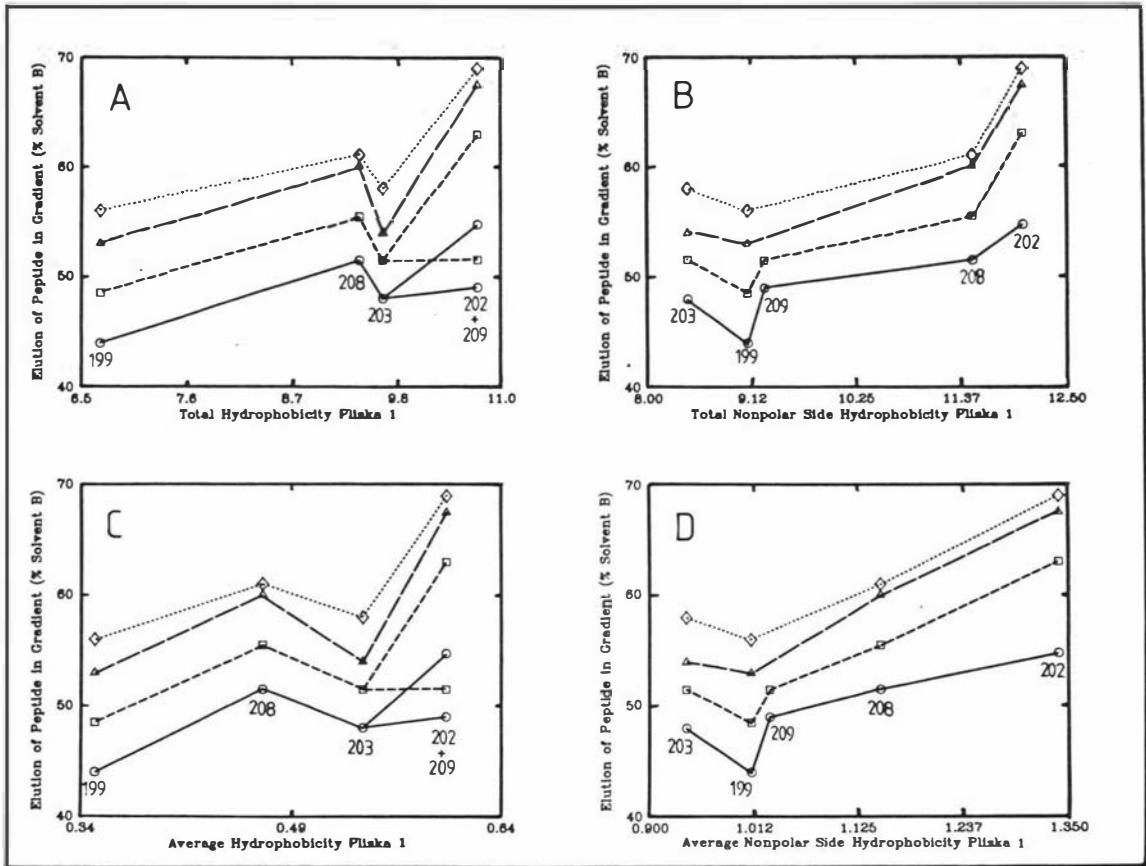 A
Elution of Peptide in Gradient (% Solvent B)
70
60
50
40
199
208
203
202
+
209
6.5 7.6 8.7 9.8 11.0
Total Hydrophobicity Pliska 1
B
Elution of Peptide in Gradient (% Solvent B)
70
60
50
40
203
199
209
208
202
8.00 9.12 10.25 11.37 12.50
Total Nonpolar Side Hydrophobicity Pliska 1
C
Elution of Peptide in Gradient (% Solvent B)
70
60
50
40
199
208
203
202
+
209
0.34 0.49 0.64
Average Hydrophobicity Pliska 1
D
Elution of Peptide in Gradient (% Solvent B)
70
60
50
40
203
199
209
208
202
0.900 1.012 1.125 1.237 1.350
Average Nonpolar Side Hydrophobicity Pliska 1